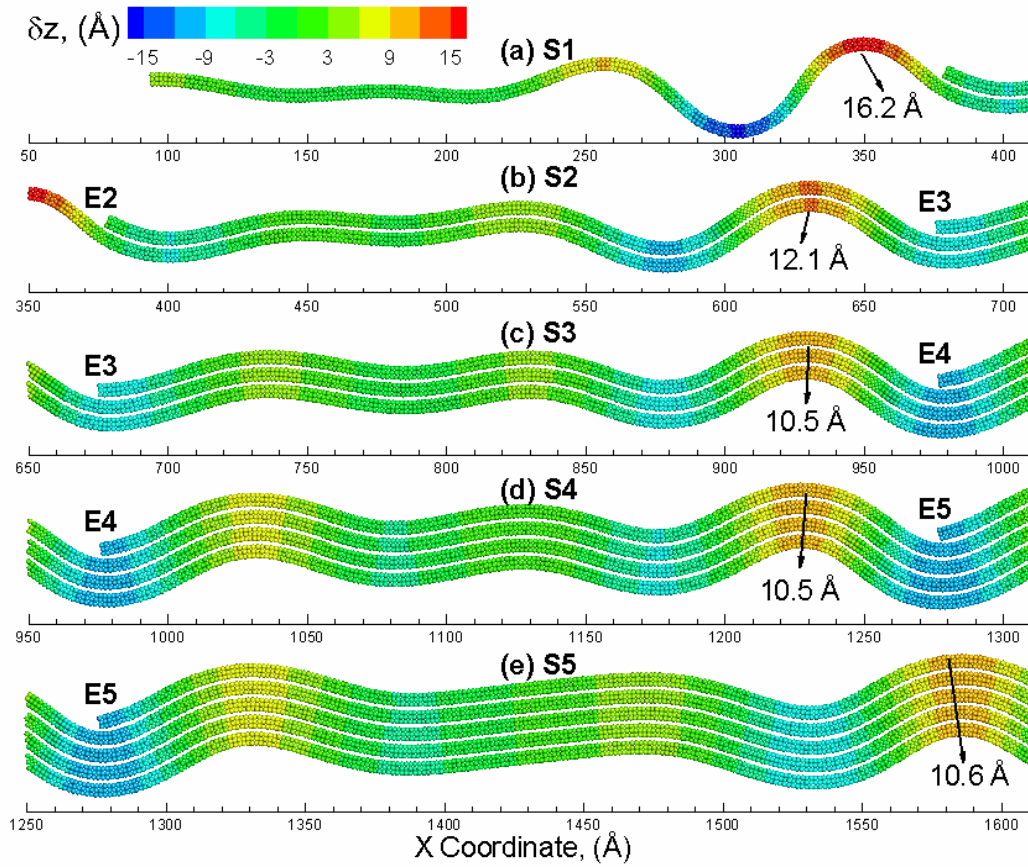 δz, (Å)
-15 -9 -3 3 9 15
(a) S1
16.2 Å
50 100 150 200 250 300 350 400
(b) S2
E2 E3
12.1 Å
350 400 450 500 550 600 650 700
(c) S3
E3 E4
10.5 Å
650 700 750 800 850 900 950 1000
(d) S4
E4 E5
10.5 Å
950 1000 1050 1100 1150 1200 1250 1300
(e) S5
E5
10.6 Å
1250 1300 1350 1400 1450 1500 1550 1600
X Coordinate, (Å)